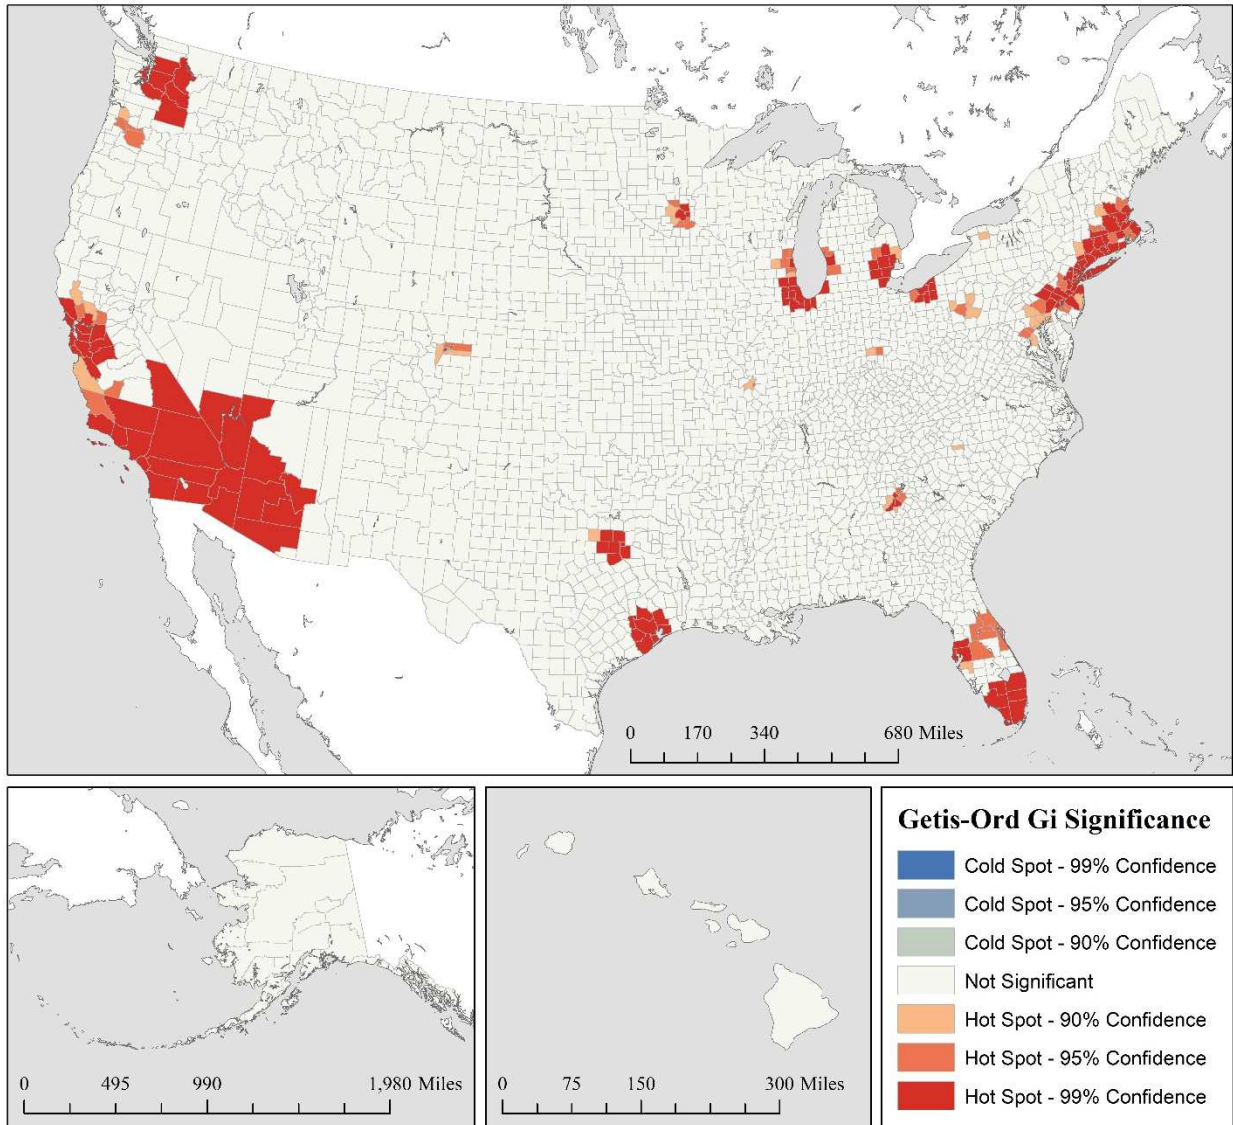 0 170 340 680 Miles
0 495 990 1,980 Miles
0 75 150 300 Miles
Getis-Ord Gi Significance
Cold Spot - 99% Confidence
Cold Spot - 95% Confidence
Cold Spot - 90% Confidence
Not Significant
Hot Spot - 90% Confidence
Hot Spot - 95% Confidence
Hot Spot - 99% Confidence